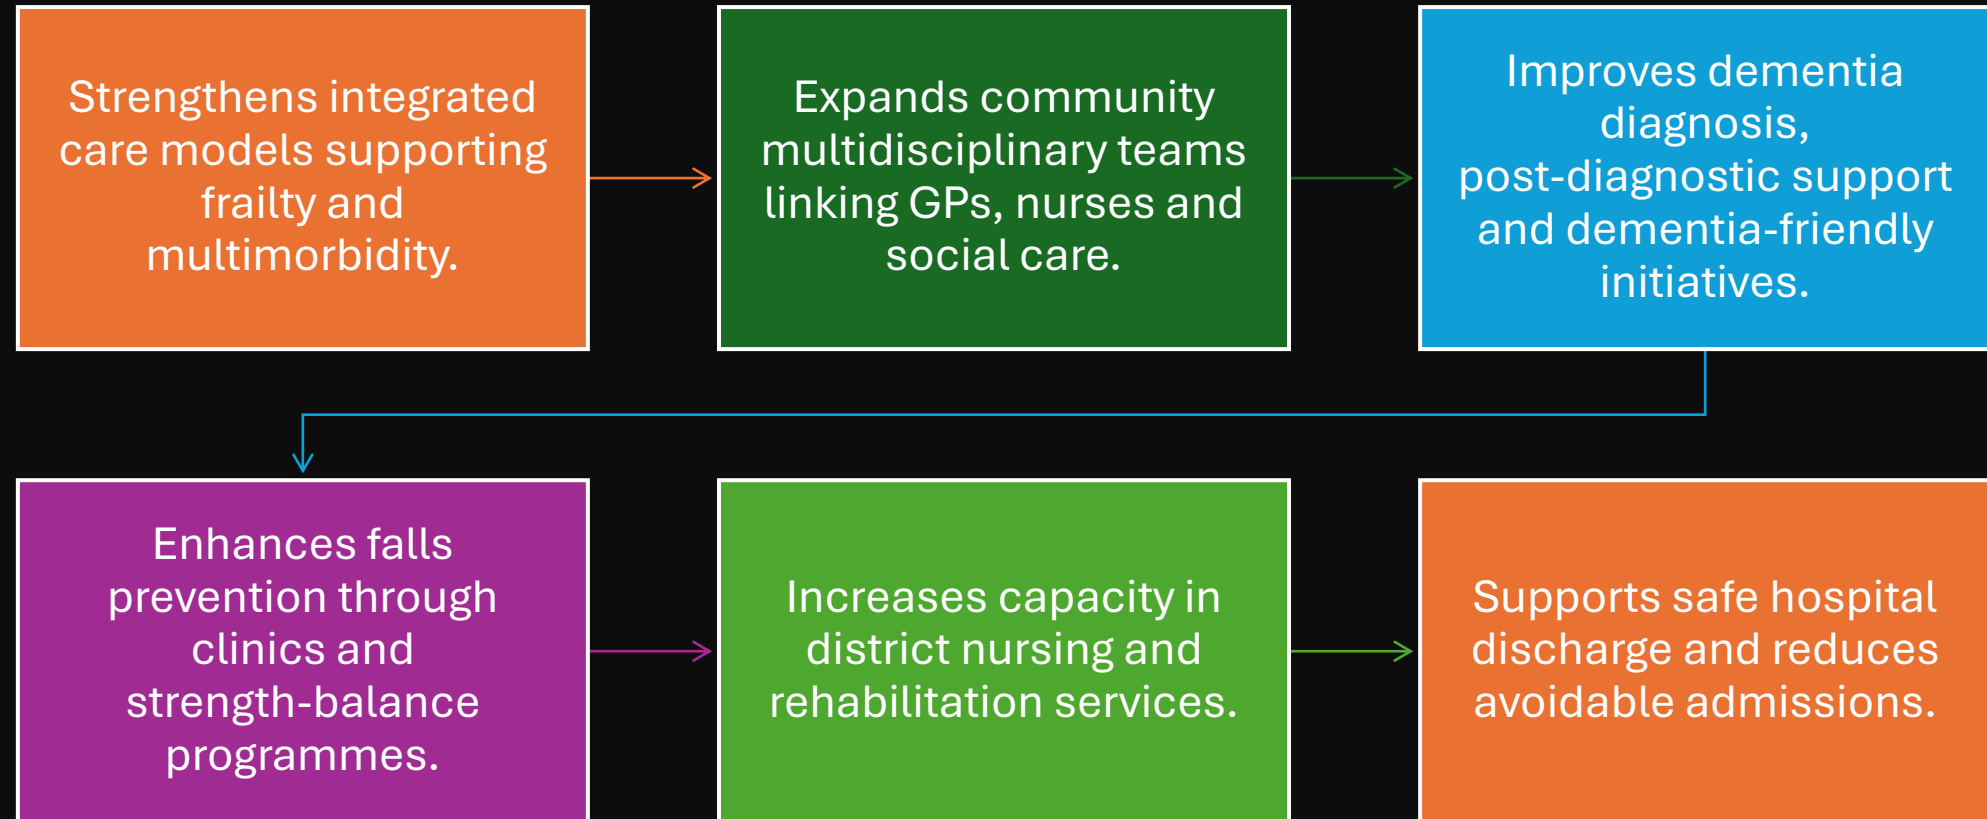 Strengthens integrated
care models supporting
frailty and
multimorbidity.
Expands community
multidisciplinary teams
linking GPs, nurses and
social care.
Improves dementia
diagnosis,
post-diagnostic support
and dementia-friendly
initiatives.
Enhances falls
prevention through
clinics and
strength-balance
programmes.
Increases capacity in
district nursing and
rehabilitation services.
Supports safe hospital
discharge and reduces
avoidable admissions.